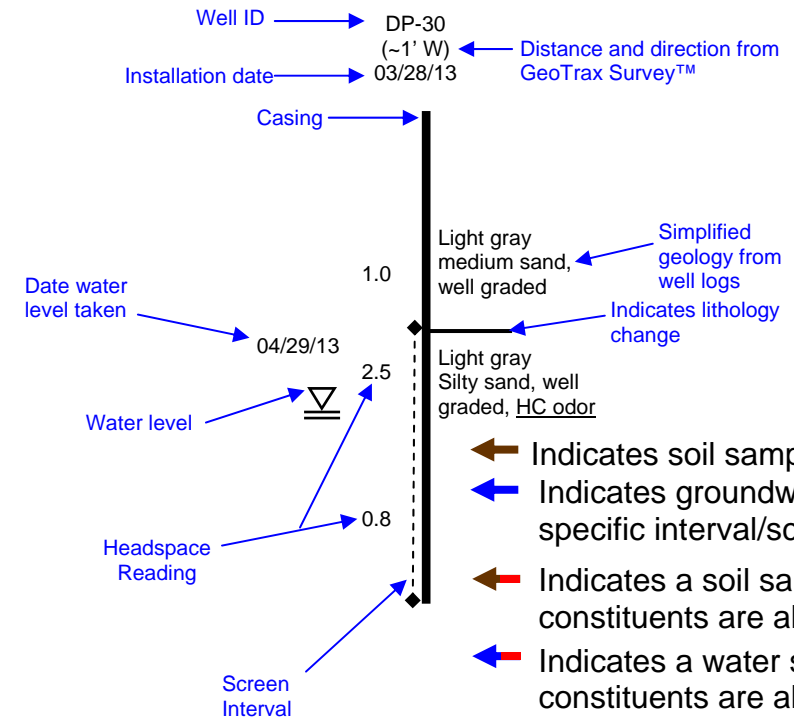 Well ID
DP-30
(~1' W)
03/28/13
Distance and direction from
GeoTrax Survey™
Installation date
Casing
Light gray
medium sand,
well graded
Simplified
geology from
well logs
1.0
Date water
level taken
Indicates lithology
change
04/29/13
Light gray
Silty sand, well
graded, HC odor
2.5
Water level
Indicates soil samp
Indicates groundw
specific interval/sc
0.8
Headspace
Reading
Indicates a soil sa
constituents are al
Indicates a water s
constituents are al
Screen
Interval